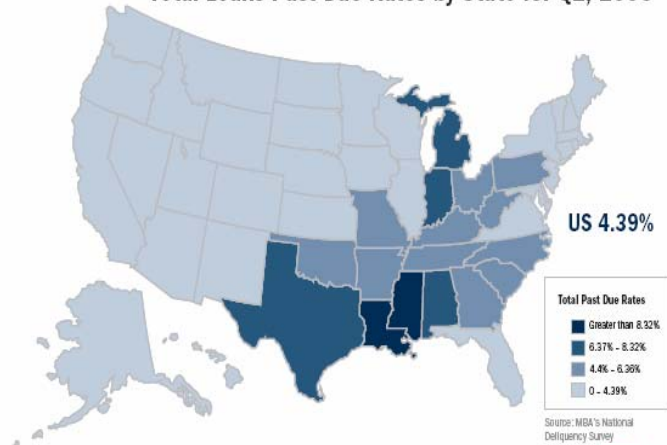 US 4.39%
Total Past Due Rates
Greater than 8.32%
6.37% - 8.32%
4.4% - 6.36%
0 - 4.39%
Source: MBA's National
Deliquency Survey